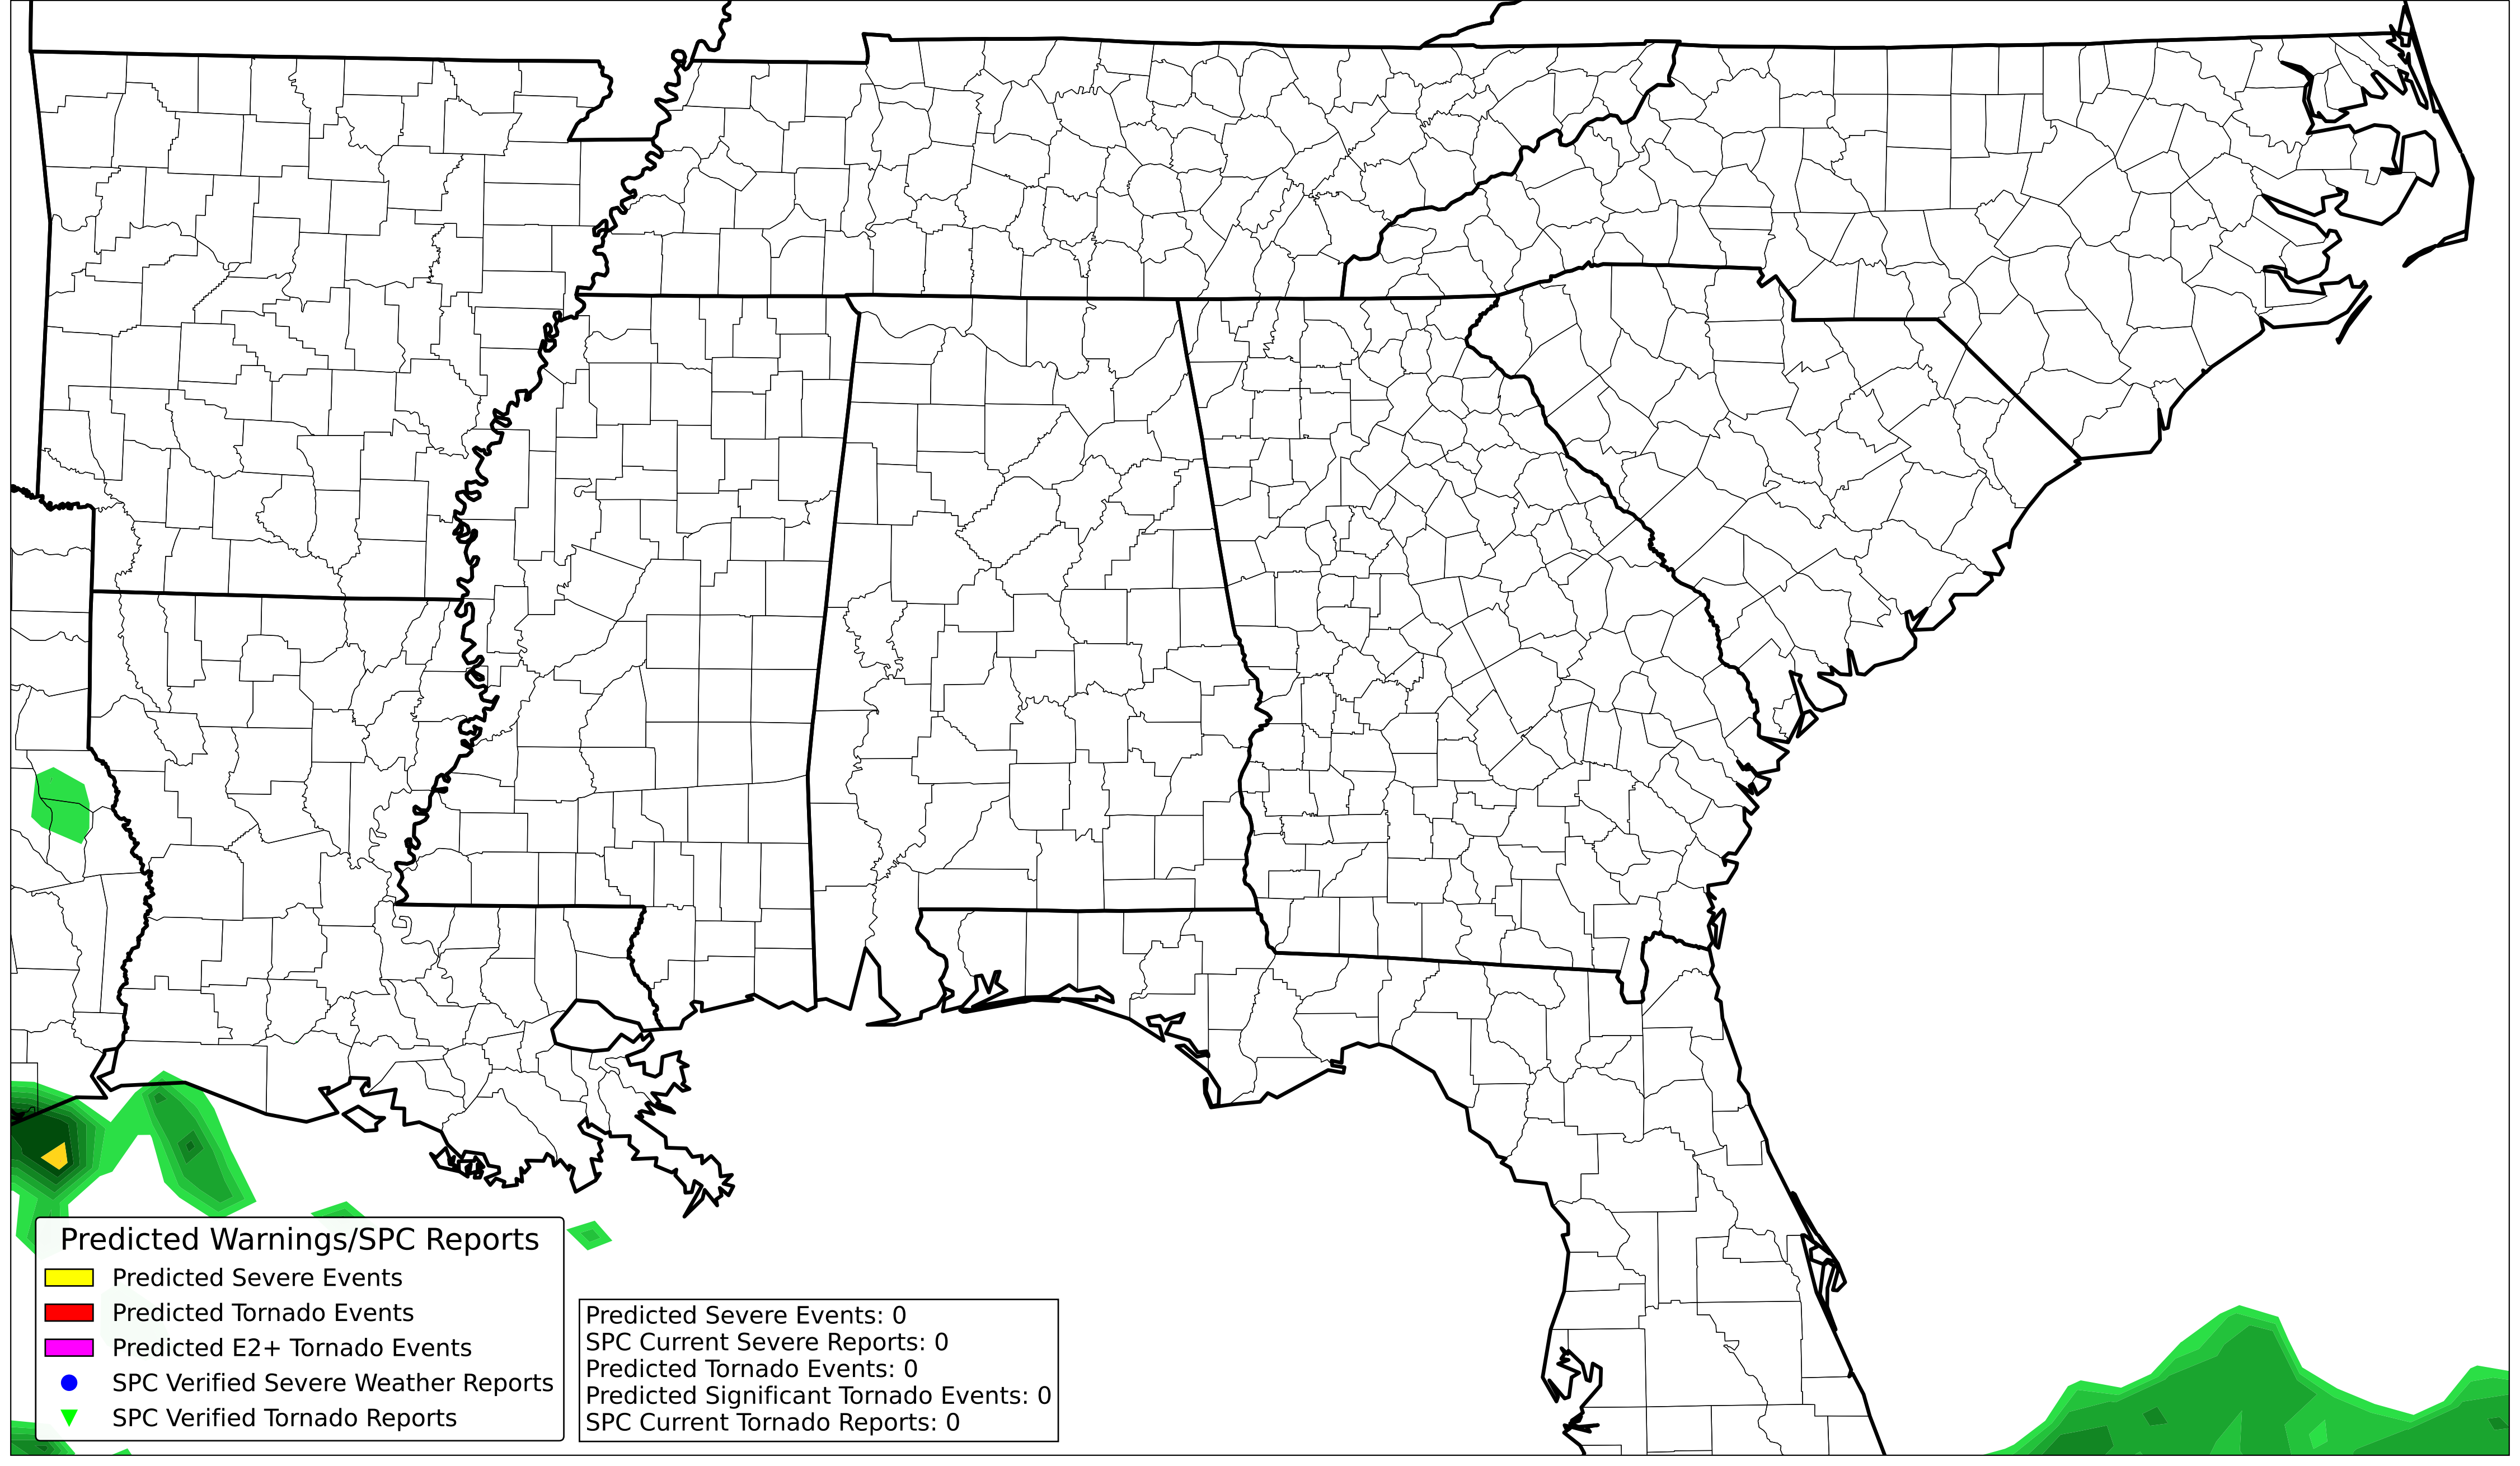 Predicted Warnings/SPC Reports
Predicted Severe Events
Predicted Tornado Events
Predicted E2+ Tornado Events
SPC Verified Severe Weather Reports
SPC Verified Tornado Reports
Predicted Severe Events: 0
SPC Current Severe Reports: 0
Predicted Tornado Events: 0
Predicted Significant Tornado Events: 0
SPC Current Tornado Reports: 0